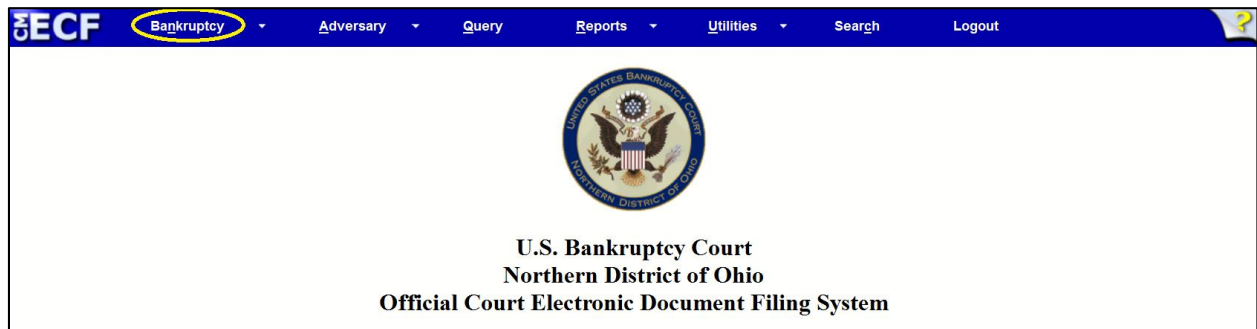 CM ECF Bankruptcy Adversary Query Reports Utilities Search Logout ?
UNITED STATES BANKRUPTCY COURT
NORTHERN DISTRICT OF OHIO
U.S. Bankruptcy Court
Northern District of Ohio
Official Court Electronic Document Filing System